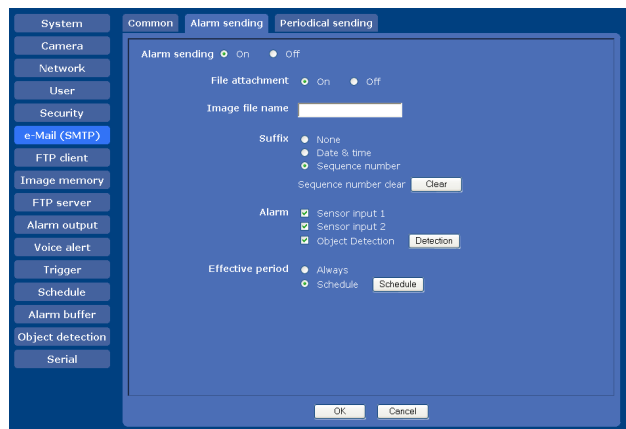 System
Camera
Network
User
Security
e-Mail (SMTP)
FTP client
Image memory
FTP server
Alarm output
Voice alert
Trigger
Schedule
Alarm buffer
Object detection
Serial
Common Alarm sending Periodical sending
Alarm sending On Off
File attachment On Off
Image file name
Suffix None
Date & time
Sequence number
Sequence number clear Clear
Alarm Sensor input 1
Sensor input 2
Object Detection Detection
Effective period Always
Schedule Schedule
OK Cancel